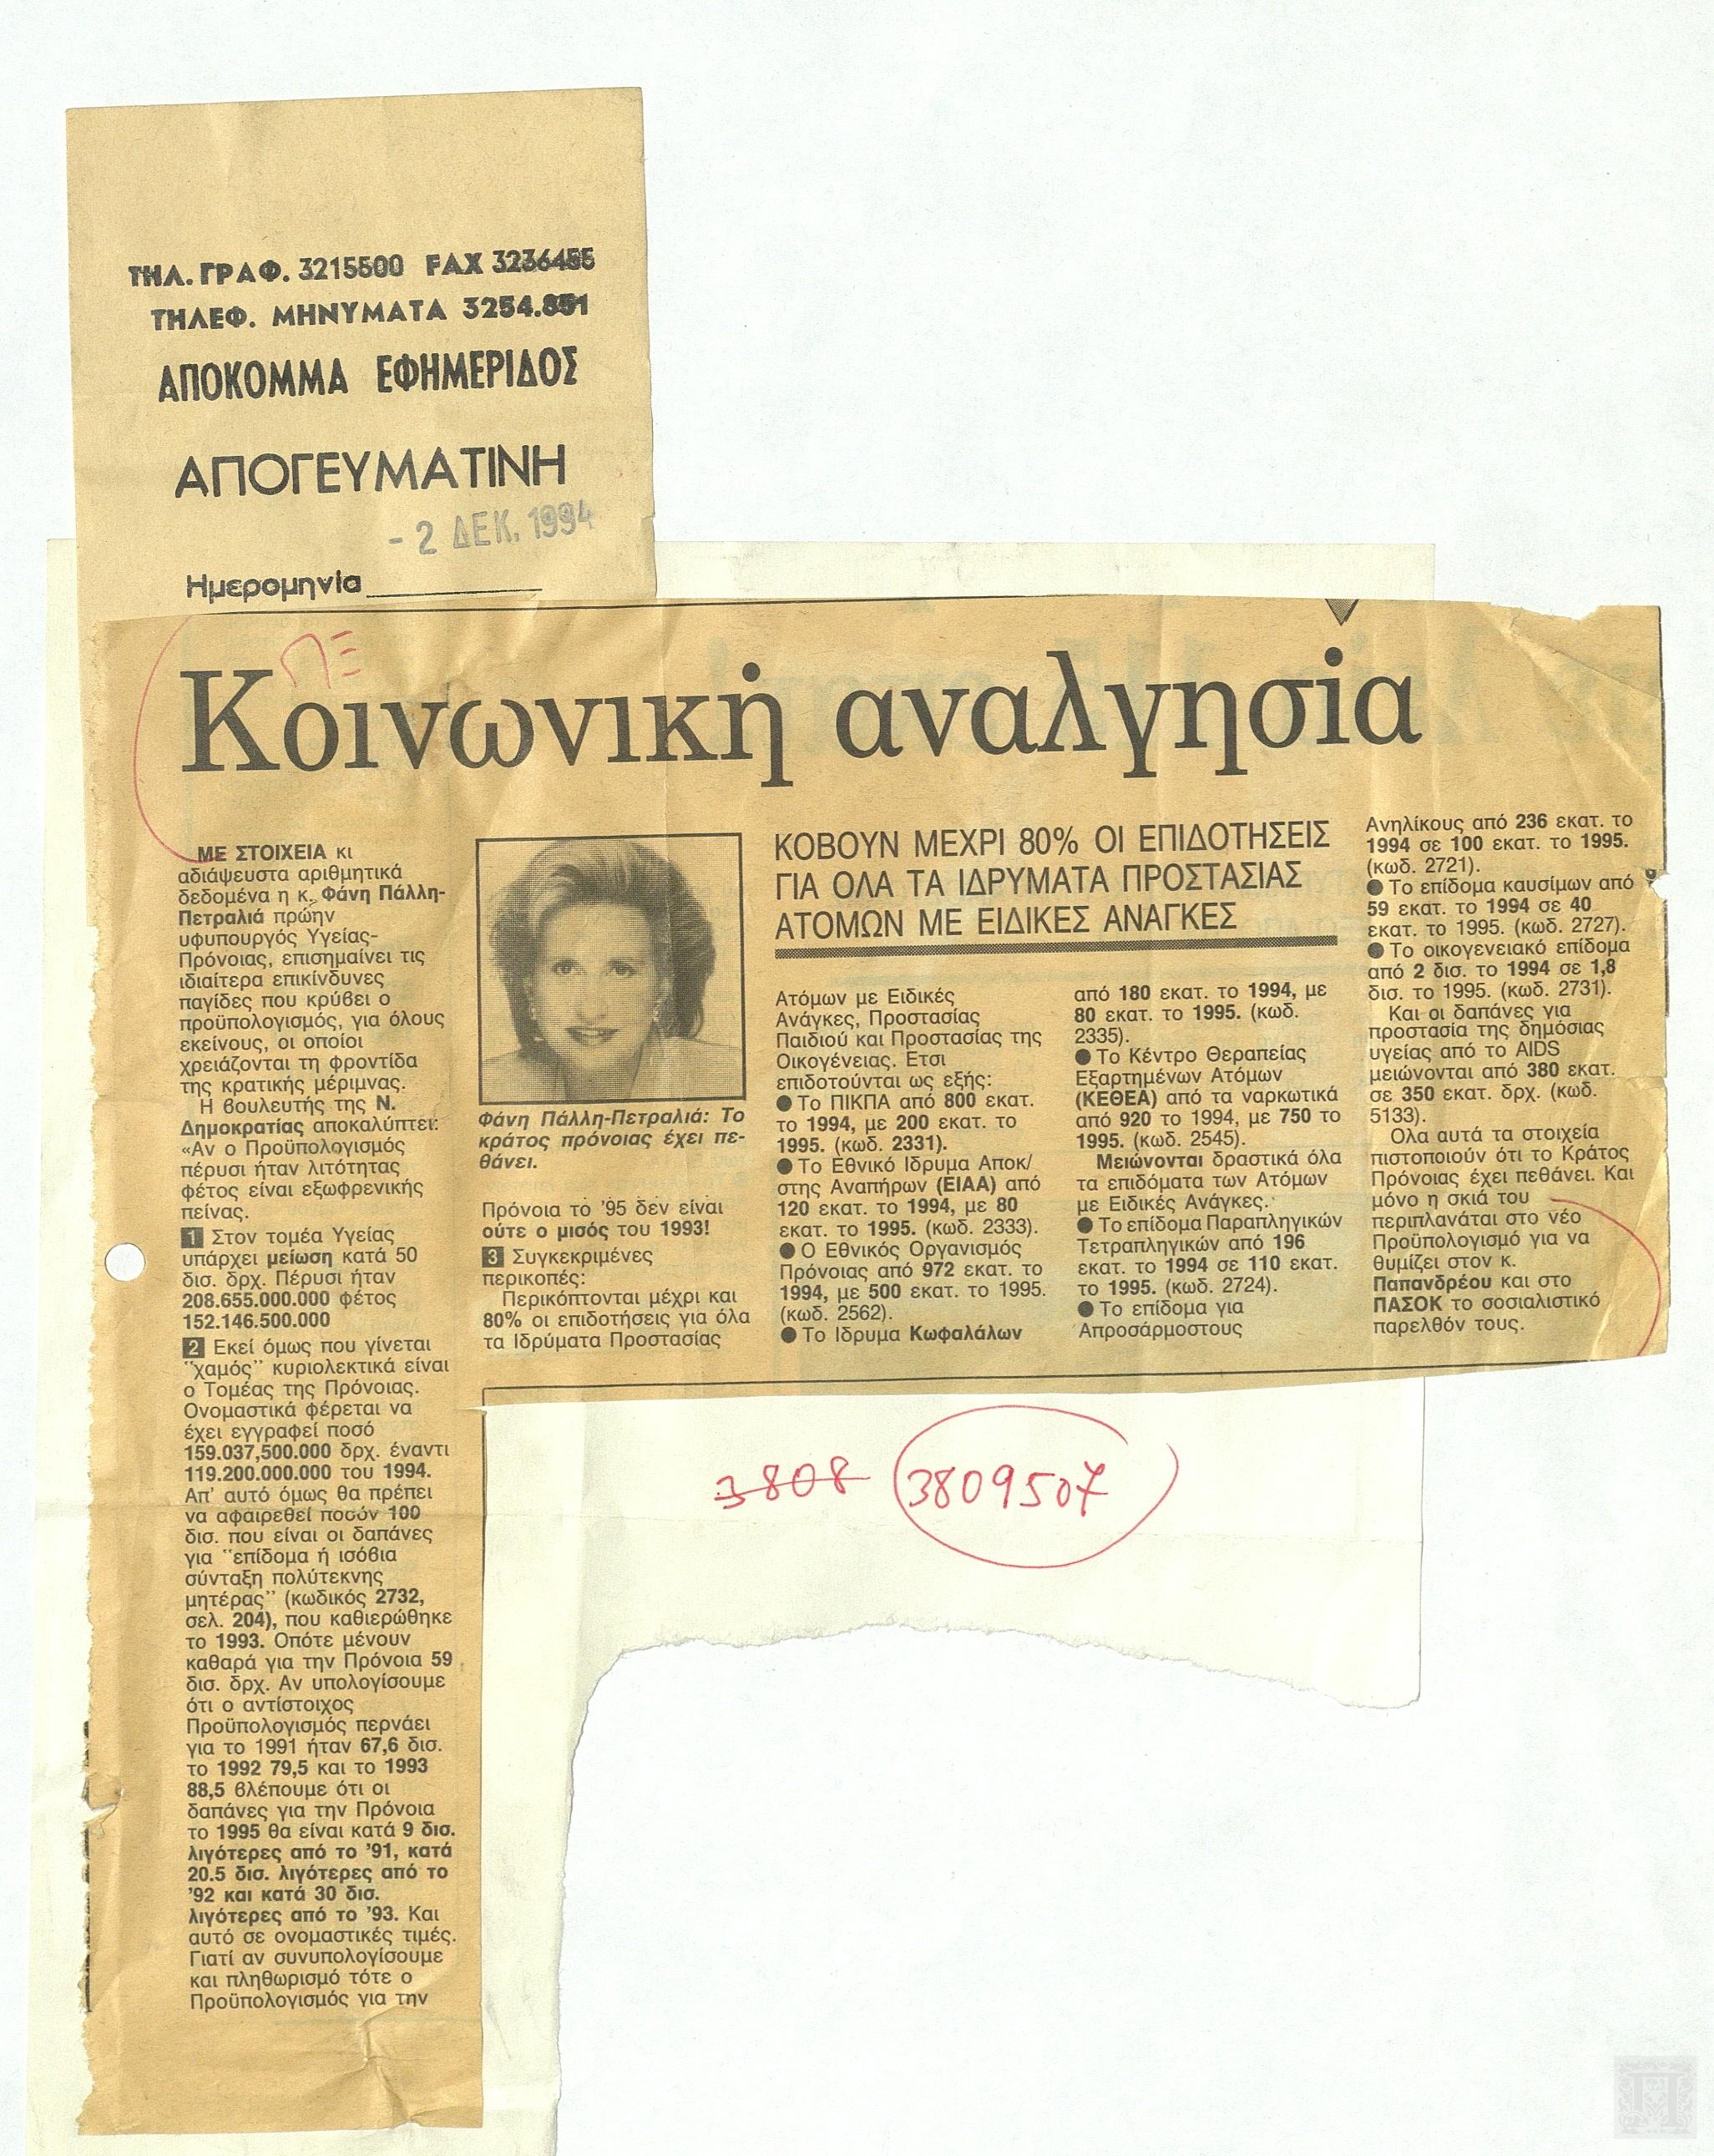 ΤΗΛ. ΓΡΑΦ. 3215500 FAX 3236455
ΤΗΛΕΦ. ΜΗΝΥΜΑΤΑ 3254.851
ΑΠΟΚΟΜΜΑ ΕΦΗΜΕΡΙΔΟΣ
ΑΠΟΓΕΥΜΑΤΙΝΗ
- 2 ΔΕΚ. 1994
Ημερομηνία
Κοινωνική αναλγησία
ΜΕ ΣΤΟΙΧΕΙΑ κι
αδιάψευστα αριθμητικά
δεδομένα η κ. Φάνη Πάλλη-
Πετραλιά πρώην
υφυπουργός Υγείας-
Πρόνοιας, επισημαίνει τις
ιδιαίτερα επικίνδυνες
παγίδες που κρύβει ο
προϋπολογισμός, για όλους
εκείνους, οι οποίοι
χρειάζονται τη φροντίδα
της κρατικής μέριμνας.
Η βουλευτής της Ν.
Δημοκρατίας αποκαλύπτει:
«Αν ο Προϋπολογισμός
πέρυσι ήταν λιτότητας
φέτος είναι εξωφρενικής
πείνας.
1 Στον τομέα Υγείας
υπάρχει μείωση κατά 50
δισ. δρχ. Πέρυσι ήταν
208.655.000.000 φέτος
152.146.500.000
2 Εκεί όμως που γίνεται
"χαμός" κυριολεκτικά είναι
ο Τομέας της Πρόνοιας.
Ονομαστικά φέρεται να
έχει εγγραφεί ποσό
159.037,500.000 δρχ. έναντι
119.200.000.000 του 1994.
Απ' αυτό όμως θα πρέπει
να αφαιρεθεί ποσόν 100
δισ. που είναι οι δαπάνες
για "επίδομα ή ισόβια
σύνταξη πολύτεκνης
μητέρας" (κωδικός 2732,
σελ. 204), που καθιερώθηκε
το 1993. Οπότε μένουν
καθαρά για την Πρόνοια 59
δισ. δρχ. Αν υπολογίσουμε
ότι ο αντίστοιχος
Προϋπολογισμός περνάει
για το 1991 ήταν 67,6 δισ.
το 1992 79,5 και το 1993
88,5 βλέπουμε ότι οι
δαπάνες για την Πρόνοια
το 1995 θα είναι κατά 9 δισ.
λιγότερες από το '91, κατά
20.5 δισ. λιγότερες από το
'92 και κατά 30 δισ.
λιγότερες από το '93. Και
αυτό σε ονομαστικές τιμές.
Γιατί αν συνυπολογίσουμε
και πληθωρισμό τότε ο
Προϋπολογισμός για την
Φάνη Πάλλη-Πετραλιά: Το
κράτος πρόνοιας έχει πε-
θάνει.
Πρόνοια το '95 δεν είναι
ούτε ο μισός του 1993!
3 Συγκεκριμένες
περικοπές:
Περικόπτονται μέχρι και
80% οι επιδοτήσεις για όλα
τα Ιδρύματα Προστασίας
ΚΟΒΟΥΝ ΜΕΧΡΙ 80% ΟΙ ΕΠΙΔΟΤΗΣΕΙΣ
ΓΙΑ ΟΛΑ ΤΑ ΙΔΡΥΜΑΤΑ ΠΡΟΣΤΑΣΙΑΣ
ΑΤΟΜΩΝ ΜΕ ΕΙΔΙΚΕΣ ΑΝΑΓΚΕΣ
Ατόμων με Ειδικές
Ανάγκες, Προστασίας
Παιδιού και Προστασίας της
Οικογένειας. Ετσι
επιδοτούνται ως εξής:
● Το ΠΙΚΠΑ από 800 εκατ.
το 1994, με 200 εκατ. το
1995. (κωδ. 2331).
● Το Εθνικό Ιδρυμα Αποκ/
στης Αναπήρων (ΕΙΑΑ) από
120 εκατ. το 1994, με 80
εκατ. το 1995. (κωδ. 2333).
● Ο Εθνικός Οργανισμός
Πρόνοιας από 972 εκατ. το
1994, με 500 εκατ. το 1995.
(κωδ. 2562).
● Το Ιδρυμα Κωφαλάλων
από 180 εκατ. το 1994, με
80 εκατ. το 1995. (κωδ.
2335).
● Το Κέντρο Θεραπείας
Εξαρτημένων Ατόμων
(ΚΕΘΕΑ) από τα ναρκωτικά
από 920 το 1994, με 750 το
1995. (κωδ. 2545).
Μειώνονται δραστικά όλα
τα επιδόματα των Ατόμων
με Ειδικές Ανάγκες.
● Το επίδομα Παραπληγικών
Τετραπληγικών από 196
εκατ. το 1994 σε 110 εκατ.
το 1995. (κωδ. 2724).
● Το επίδομα για
Απροσάρμοστους
Ανηλίκους από 236 εκατ. το
1994 σε 100 εκατ. το 1995.
(κωδ. 2721).
● Το επίδομα καυσίμων από
59 εκατ. το 1994 σε 40
εκατ. το 1995. (κωδ. 2727).
● Το οικογενειακό επίδομα
από 2 δισ. το 1994 σε 1,8
δισ. το 1995. (κωδ. 2731).
Και οι δαπάνες για
προστασία της δημόσιας
υγείας από το AIDS
μειώνονται από 380 εκατ.
σε 350 εκατ. δρχ. (κωδ.
5133).
Ολα αυτά τα στοιχεία
πιστοποιούν ότι το Κράτος
Πρόνοιας έχει πεθάνει. Και
μόνο η σκιά του
περιπλανάται στο νέο
Προϋπολογισμό για να
θυμίζει στον κ.
Παπανδρέου και στο
ΠΑΣΟΚ το σοσιαλιστικό
παρελθόν τους.
3808 3809507